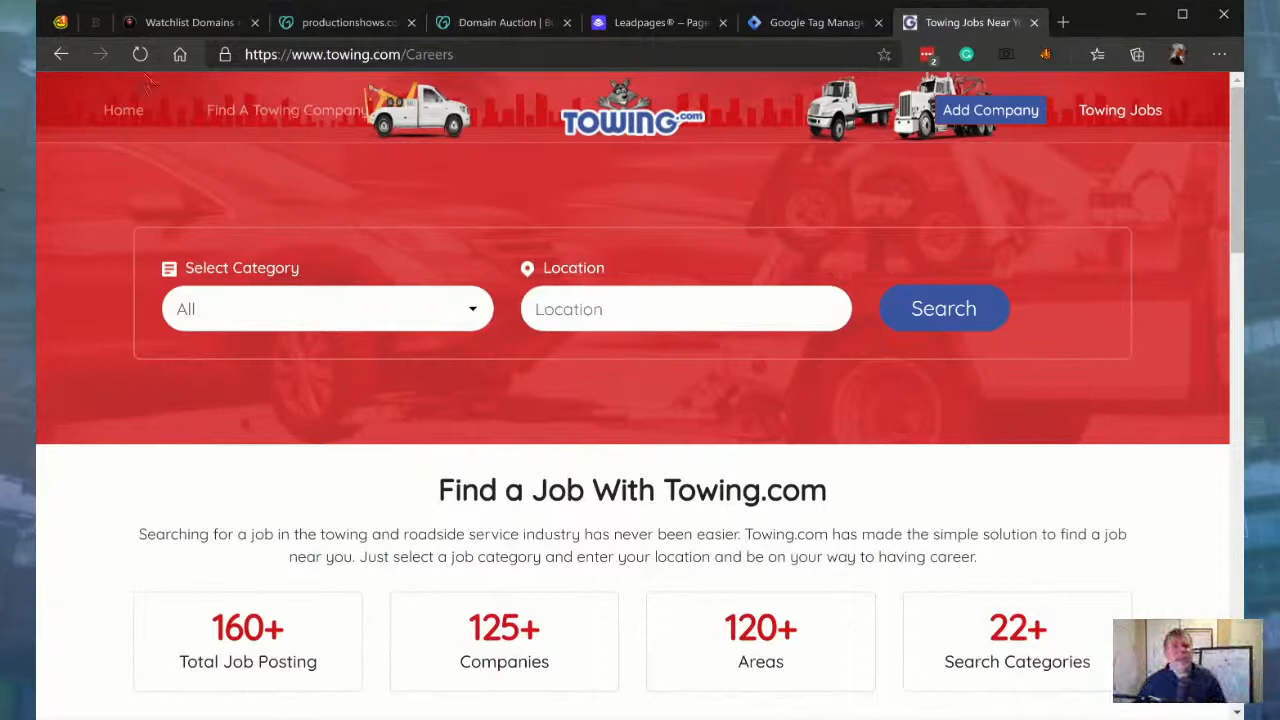 Watchlist Domains
productionshows.co
Domain Auction | Bu
Leadpages® – Page
Google Tag Manage
Towing Jobs Near Y
https://www.towing.com/Careers
2
Home
Find A Towing Company
TOWING.com
Add Company
Towing Jobs
Select Category
Location
All
Location
Search
Find a Job With Towing.com
Searching for a job in the towing and roadside service industry has never been easier. Towing.com has made the simple solution to find a job
near you. Just select a job category and enter your location and be on your way to having career.
160+
Total Job Posting
125+
Companies
120+
Areas
22+
Search Categories